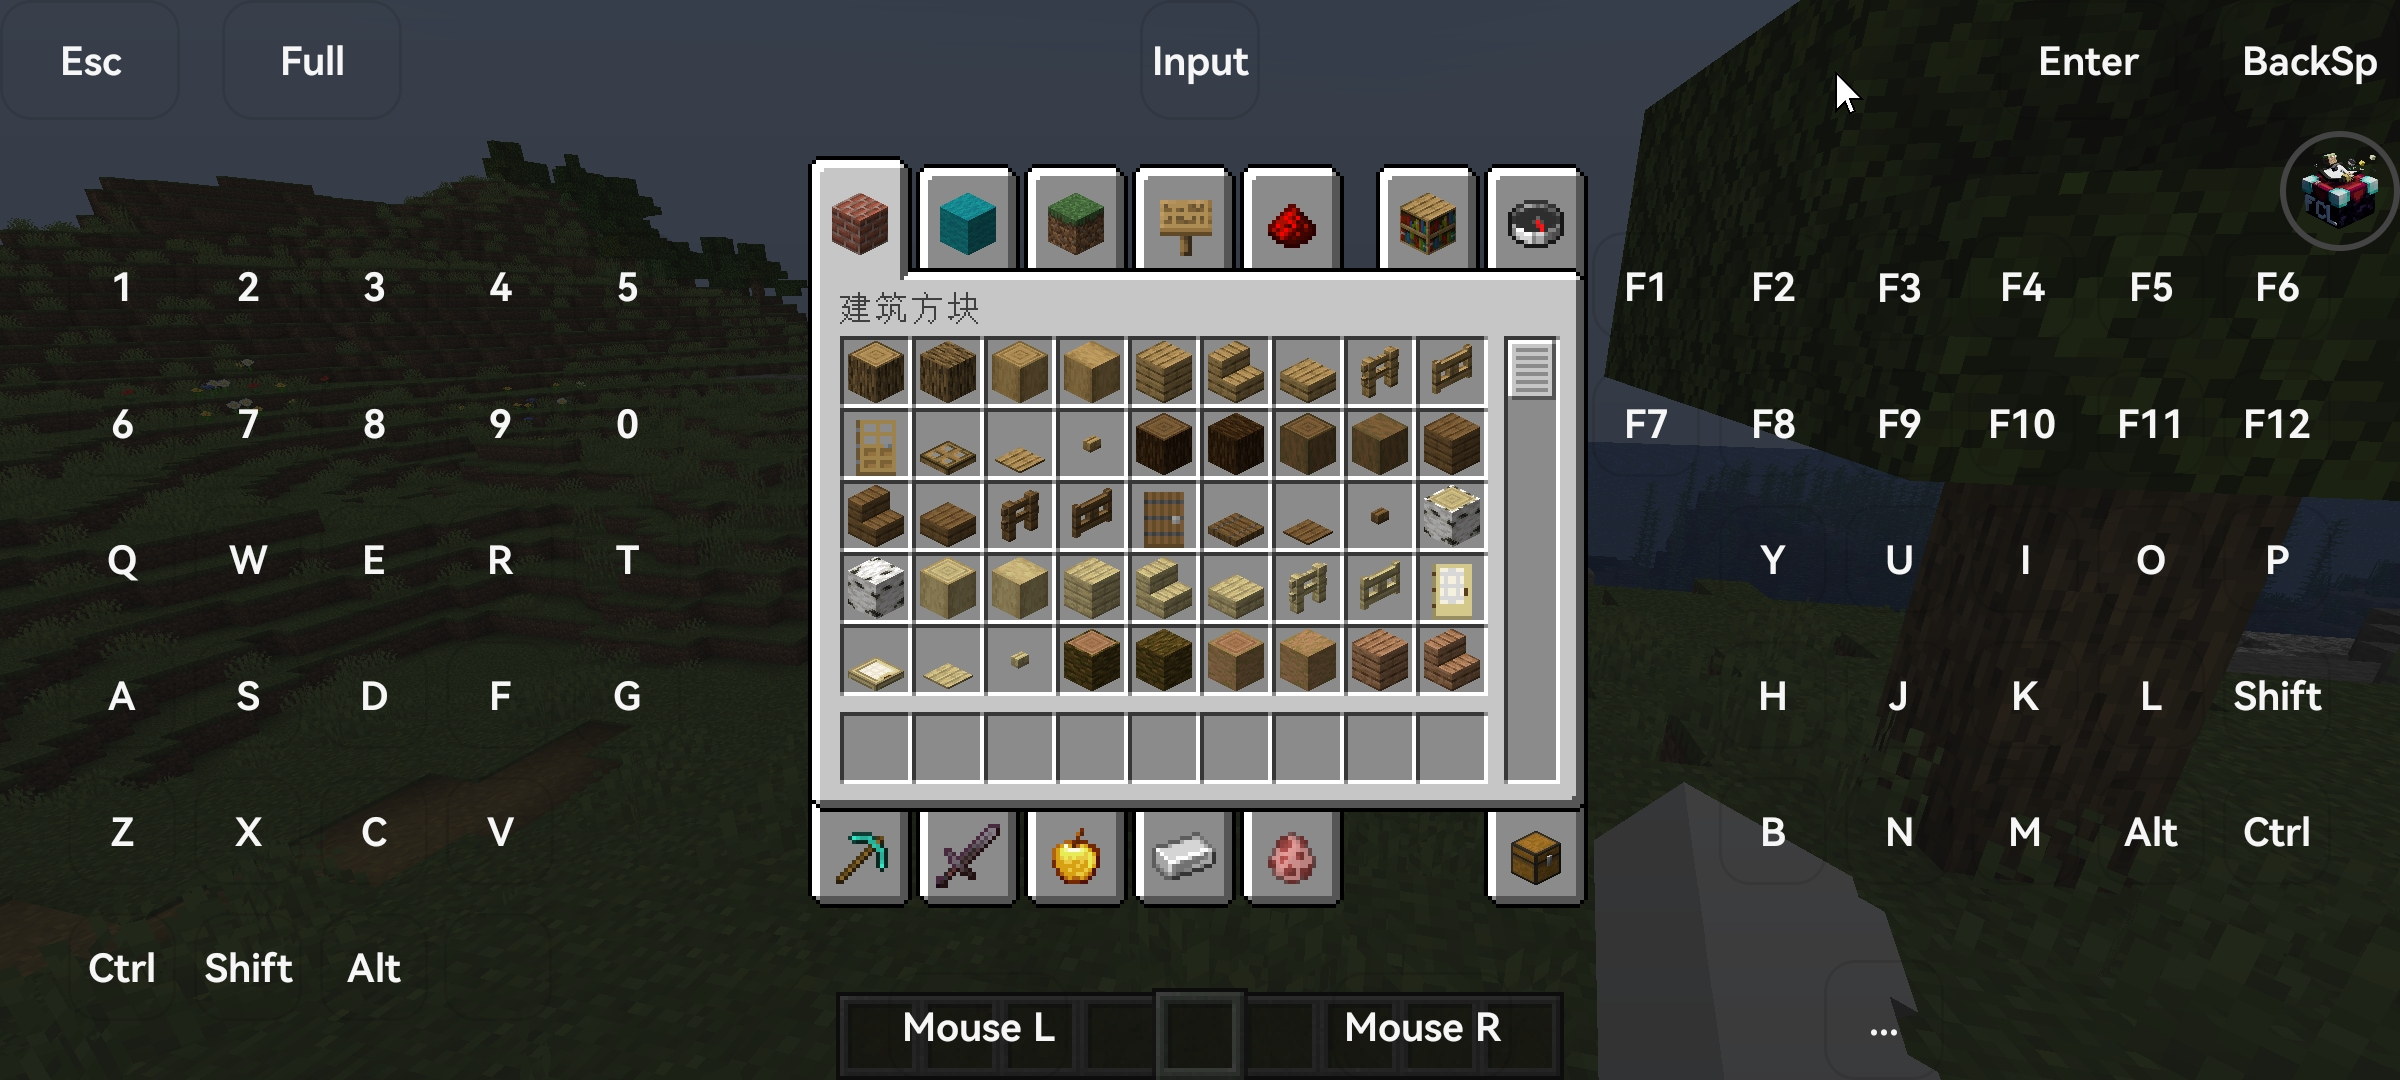 Esc Full Input Enter BackSp
FCL
建筑方块
1 2 3 4 5 F1 F2 F3 F4 F5 F6
6 7 8 9 0 F7 F8 F9 F10 F11 F12
Q W E R T Y U I O P
A S D F G H J K L Shift
Z X C V B N M Alt Ctrl
Ctrl Shift Alt
Mouse L Mouse R ...